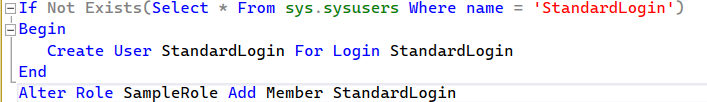 If Not Exists(Select * From sys.sysusers Where name = 'StandardLogin')
Begin
Create User StandardLogin For Login StandardLogin
End
Alter Role SampleRole Add Member StandardLogin